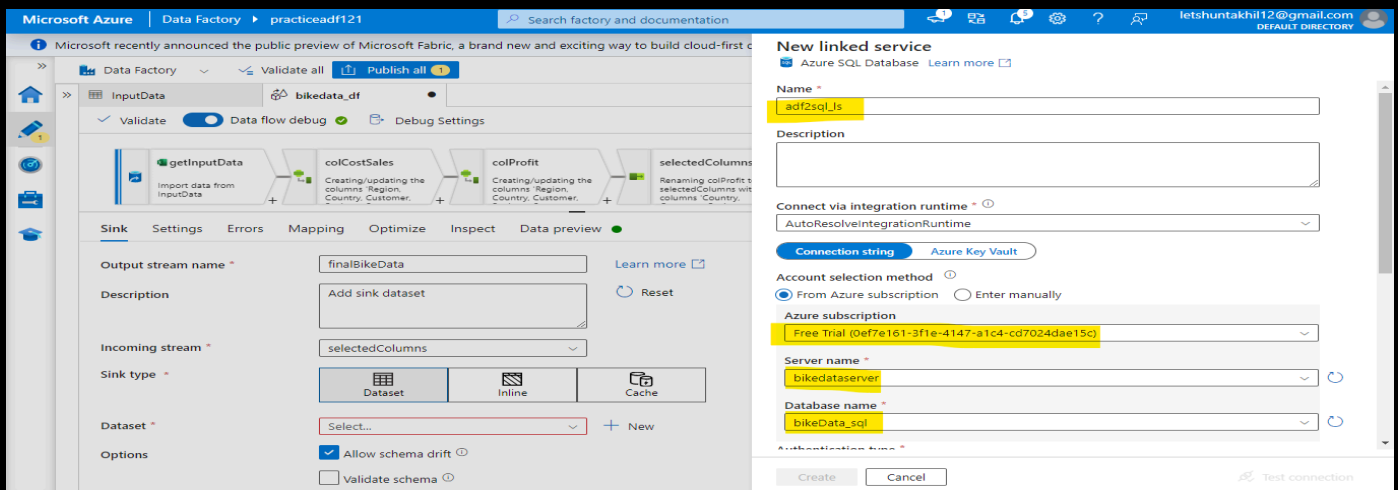 Microsoft Azure Data Factory practiceadf121 Search factory and documentation 1 5 letshuntakhil12@gmail.com
DEFAULT DIRECTORY
Microsoft recently announced the public preview of Microsoft Fabric, a brand new and exciting way to build cloud-first
Data Factory Validate all Publish all 1
InputData bikedata_df
Validate Data flow debug Debug Settings
1
getInputData
Import data from
InputData
colCostSales
Creating/updating the
columns 'Region,
Country, Customer,
colProfit
Creating/updating the
columns 'Region,
Country, Customer,
selectedColumns
Renaming colProfit t
selectedColumns wit
columns 'Country,
Sink Settings Errors Mapping Optimize Inspect Data preview
Output stream name * finalBikeData Learn more
Description Add sink dataset Reset
Incoming stream * selectedColumns
Sink type * Dataset Inline Cache
Dataset * Select... + New
Options Allow schema drift
Validate schema
New linked service
Azure SQL Database Learn more
Name *
adf2sql_ls
Description
Connect via integration runtime *
AutoResolveIntegrationRuntime
Connection string Azure Key Vault
Account selection method
From Azure subscription Enter manually
Azure subscription
Free Trial (0ef7e161-3f1e-4147-a1c4-cd7024dae15c)
Server name *
bikedataserver
Database name *
bikeData_sql
Authentication type *
Create Cancel Test connection